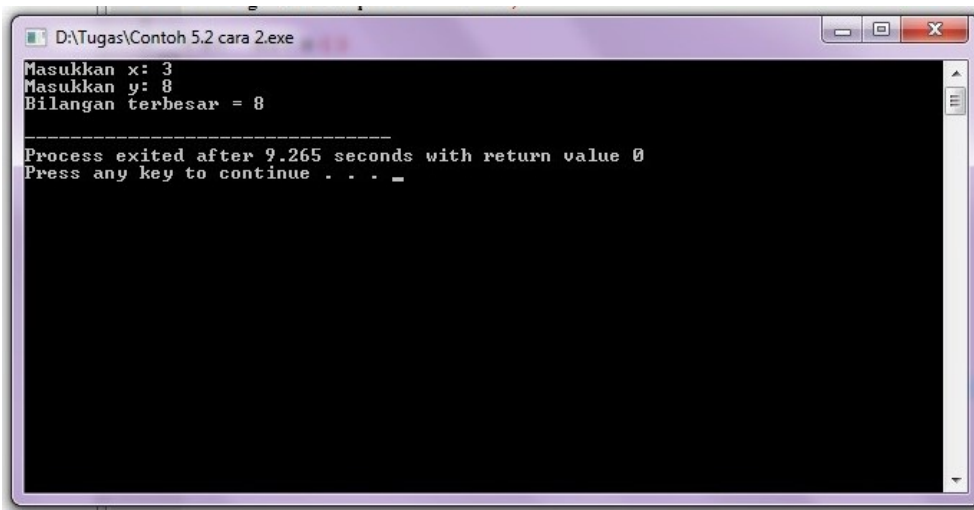 D:\Tugas\Contoh 5.2 cara 2.exe
Masukkan x: 3
Masukkan y: 8
Bilangan terbesar = 8
--------------------------------
Process exited after 9.265 seconds with return value 0
Press any key to continue . . . _